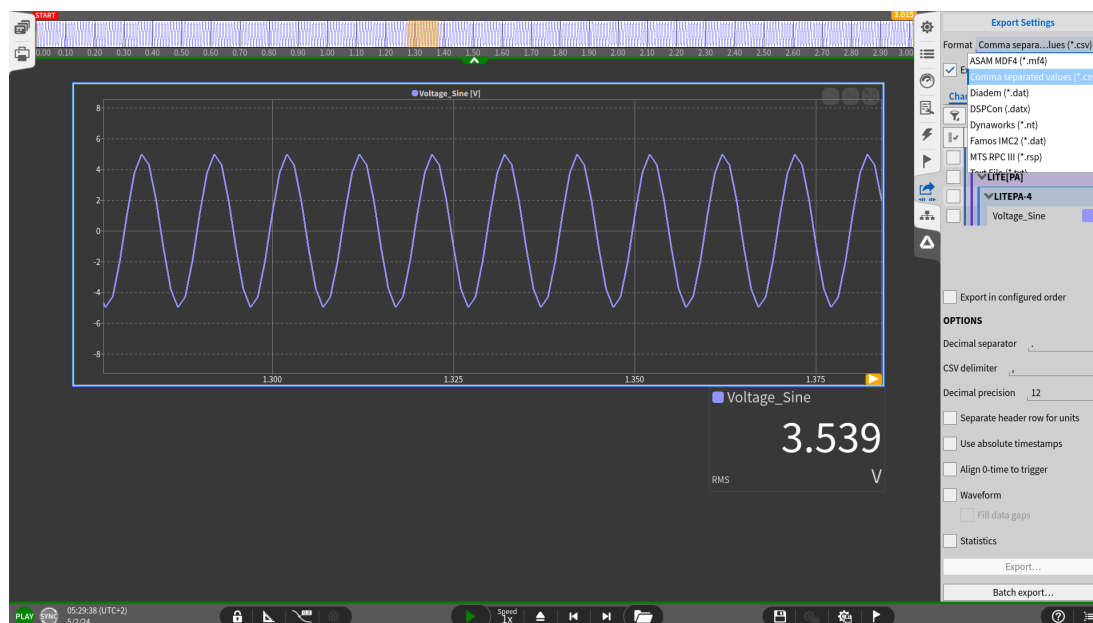 START
3.015
0.00 0.10 0.20 0.30 0.40 0.50 0.60 0.70 0.80 0.90 1.00 1.10 1.20 1.30 1.40 1.50 1.60 1.70 1.80 1.90 2.00 2.10 2.20 2.30 2.40 2.50 2.60 2.70 2.80 2.90 3.00
Voltage_Sine [V]
8
6
4
2
0
-2
-4
-6
-8
1.300 1.325 1.350 1.375
Voltage_Sine
3.539
RMS V
Export Settings
Format Comma separa...lues (*.csv)
ASAM MDF4 (*.mf4)
Comma separated values (*.cs
Diadem (*.dat)
DSPCon (.datx)
Dynaworks (*.nt)
Famos IMC2 (*.dat)
MTS RPC III (*.rsp)
Text File (*.txt)
LITE[PA]
LITEPA-4
Voltage_Sine
Export in configured order
OPTIONS
Decimal separator .
CSV delimiter ,
Decimal precision 12
Separate header row for units
Use absolute timestamps
Align 0-time to trigger
Waveform
Fill data gaps
Statistics
Export...
Batch export...
PLAY SYNC 05:29:38 (UTC+2)
5/2/24
Speed
1X